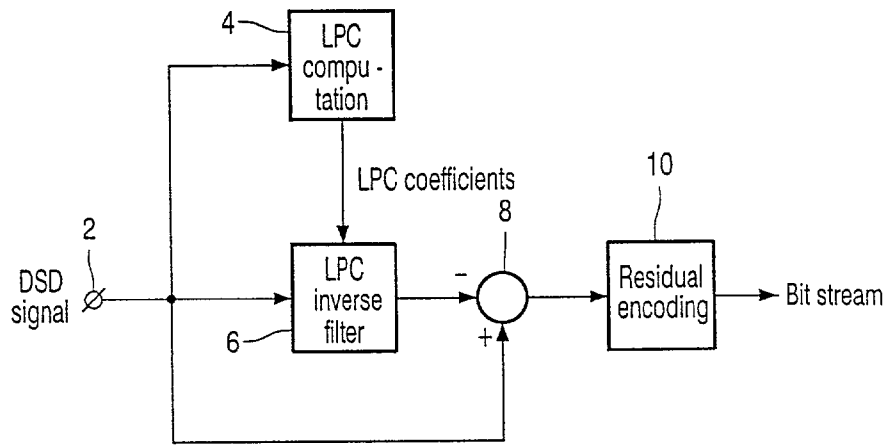 4
LPC
compu -
tation
LPC coefficients
2
8
10
DSD
signal
LPC
inverse
filter
6
-
+
Residual
encoding
Bit stream